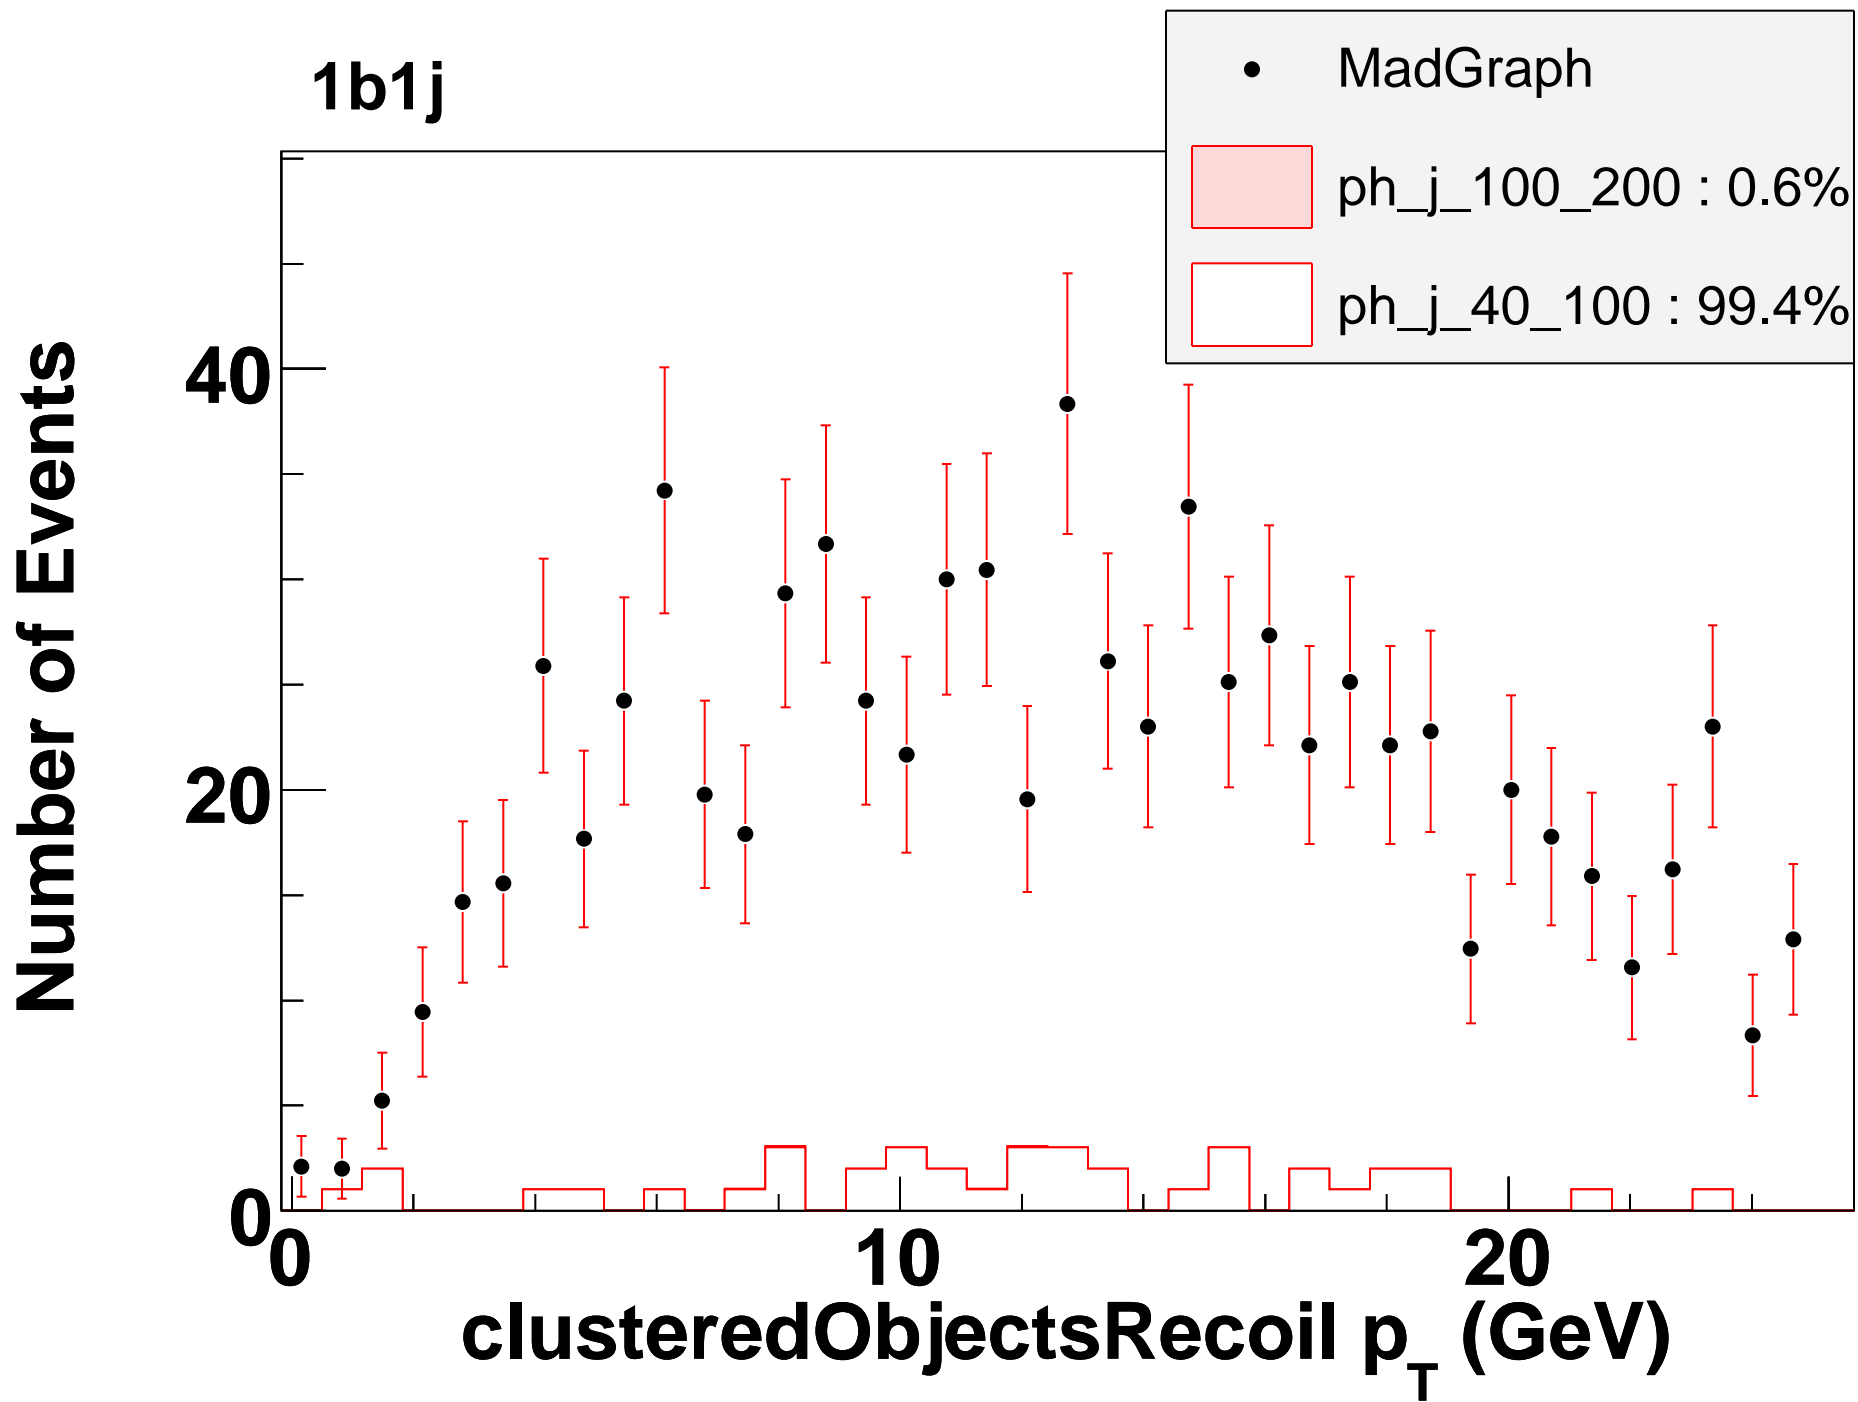 1b1j
MadGraph
ph_j_100_200 : 0.6%
ph_j_40_100 : 99.4%
Number of Events
40
20
0
0 10 20
clusteredObjectsRecoil p_T (GeV)